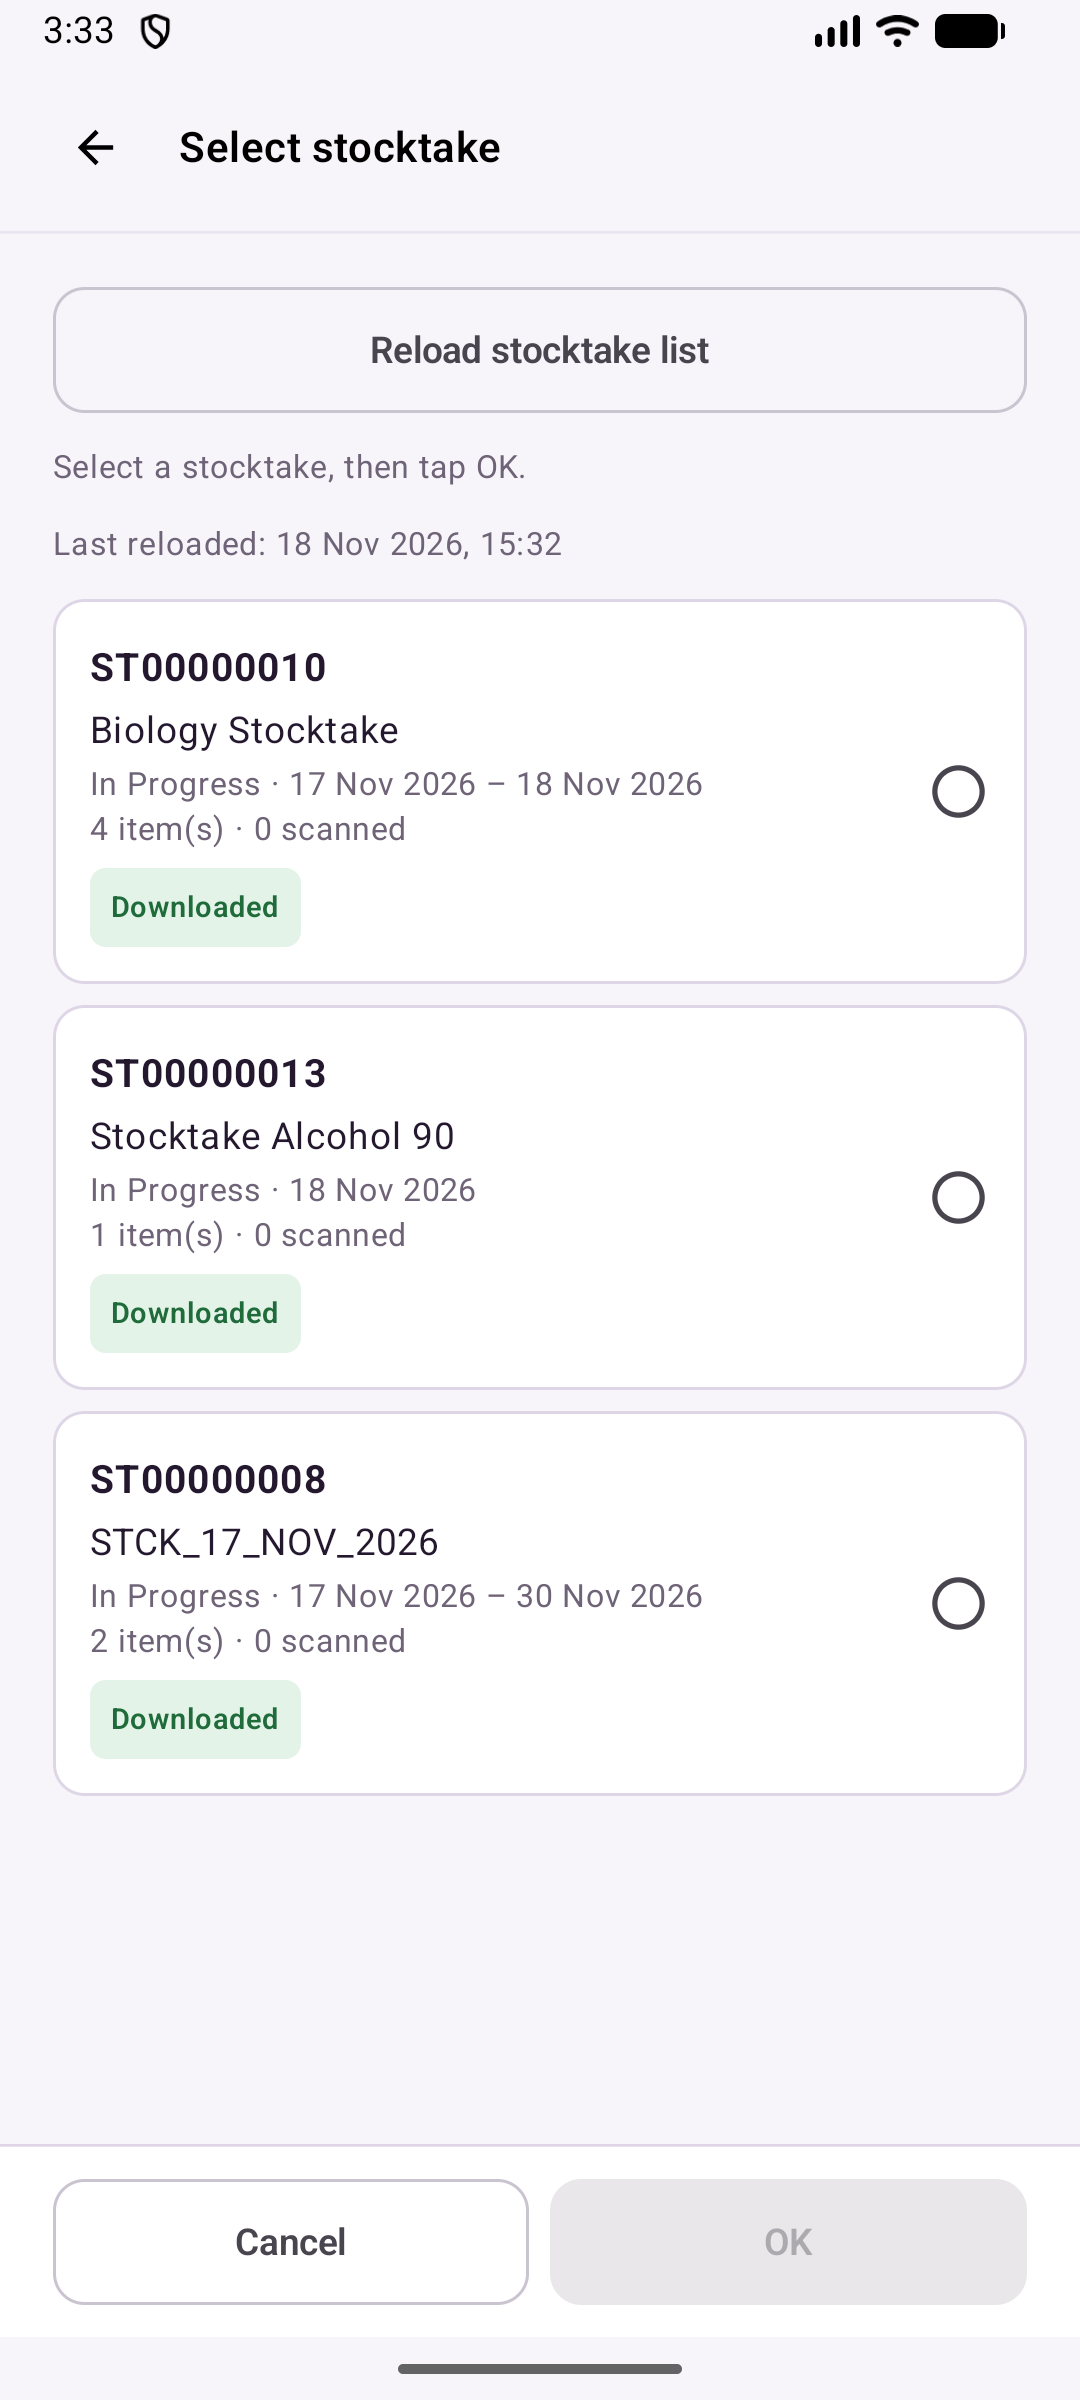 3:33
Select stocktake
Reload stocktake list
Select a stocktake, then tap OK.
Last reloaded: 18 Nov 2026, 15:32
ST00000010
Biology Stocktake
In Progress · 17 Nov 2026 – 18 Nov 2026
4 item(s) · 0 scanned
Downloaded
ST00000013
Stocktake Alcohol 90
In Progress · 18 Nov 2026
1 item(s) · 0 scanned
Downloaded
ST00000008
STCK_17_NOV_2026
In Progress · 17 Nov 2026 – 30 Nov 2026
2 item(s) · 0 scanned
Downloaded
Cancel
OK